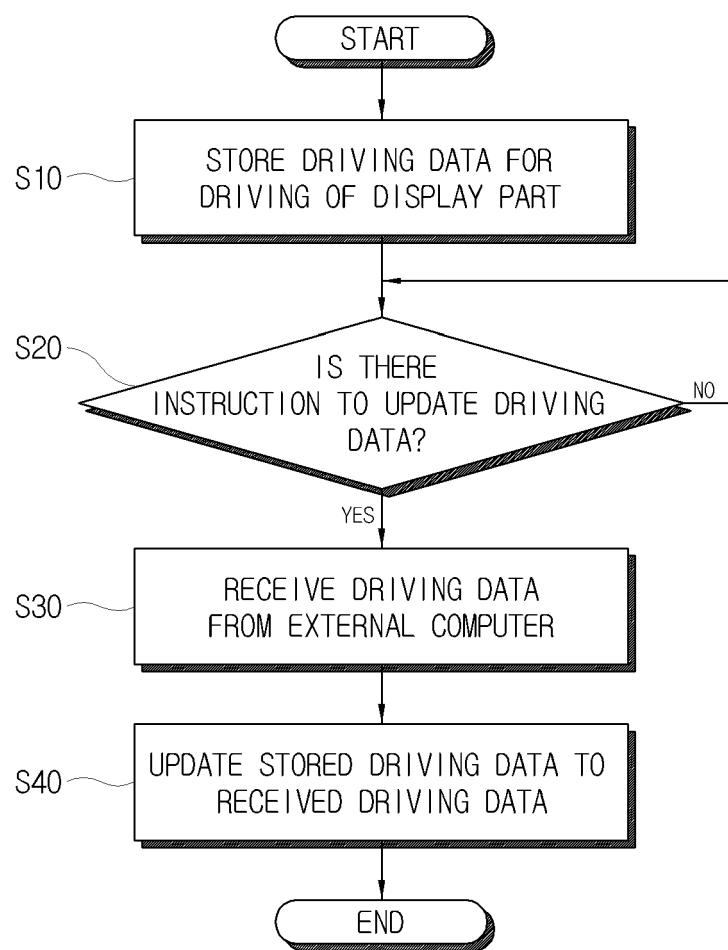 START
S10
STORE DRIVING DATA FOR
DRIVING OF DISPLAY PART
S20
IS THERE
INSTRUCTION TO UPDATE DRIVING
DATA?
NO
YES
S30
RECEIVE DRIVING DATA
FROM EXTERNAL COMPUTER
S40
UPDATE STORED DRIVING DATA TO
RECEIVED DRIVING DATA
END